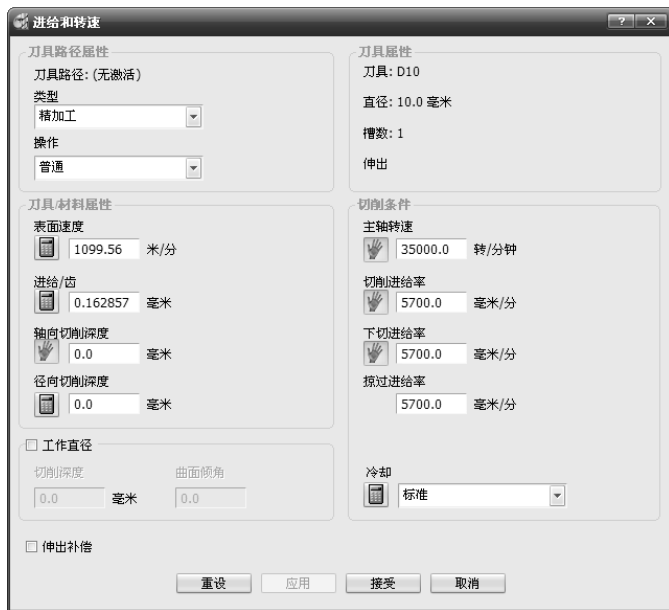 进给和转速
刀具路径属性
刀具路径: (无激活)
类型
精加工
操作
普通
刀具属性
刀具: D10
直径: 10.0 毫米
槽数: 1
伸出
刀具/材料属性
表面速度
1099.56 米/分
进给/齿
0.162857 毫米
轴向切削深度
0.0 毫米
径向切削深度
0.0 毫米
切削条件
主轴转速
35000.0 转/分钟
切削进给率
5700.0 毫米/分
下切进给率
5700.0 毫米/分
掠过进给率
5700.0 毫米/分
工作直径
切削深度 曲面倾角
0.0 毫米 0.0
冷却
标准
伸出补偿
重设 应用 接受 取消